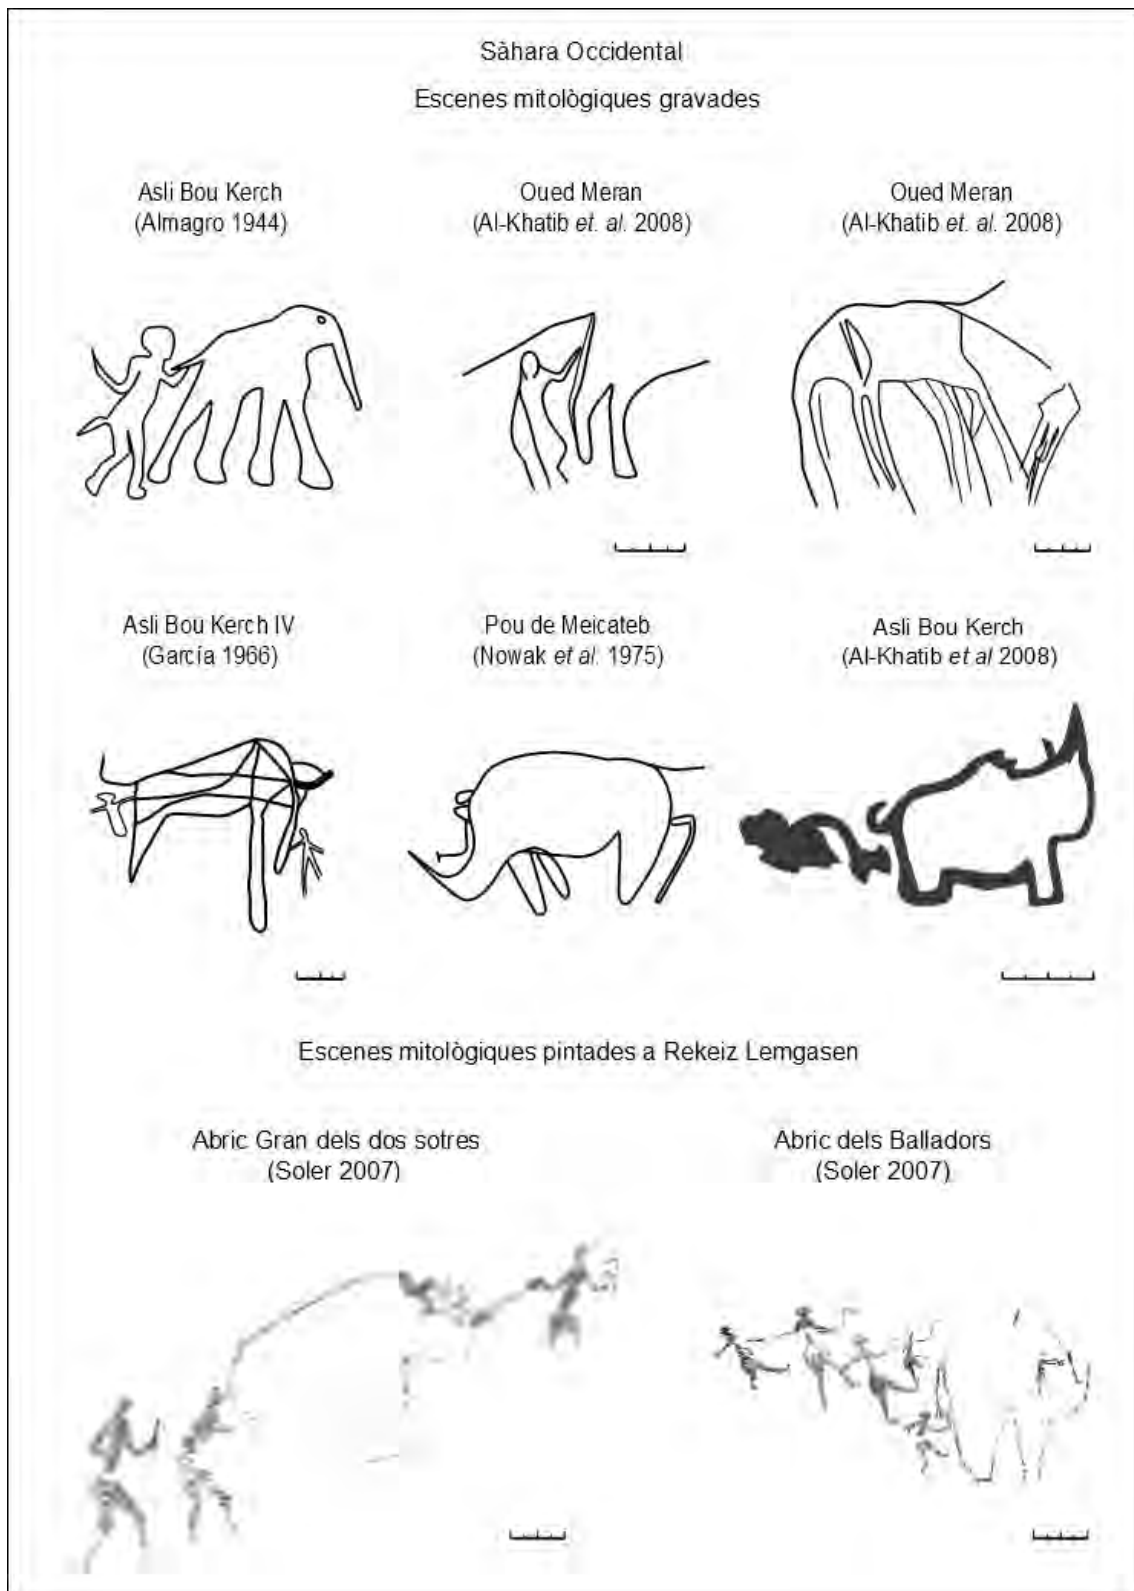 Sàhara Occidental
Escenes mitològiques gravades
Asli Bou Kerch
(Almagro 1944)
Oued Meran
(Al-Khatib et. al. 2008)
Oued Meran
(Al-Khatib et. al. 2008)
Asli Bou Kerch IV
(García 1966)
Pou de Meicateb
(Nowak et al. 1975)
Asli Bou Kerch
(Al-Khatib et al 2008)
Escenes mitològiques pintades a Rekeiz Lemgasen
Abric Gran dels dos sotres
(Soler 2007)
Abric dels Balladors
(Soler 2007)